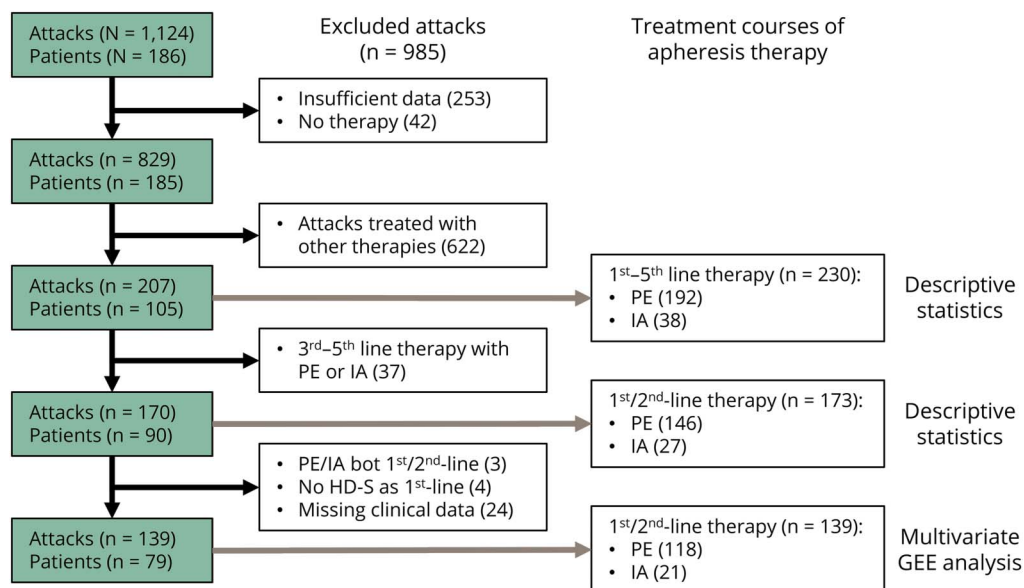 Attacks (N = 1,124)
Patients (N = 186)
Excluded attacks
(n = 985)
Treatment courses of
apheresis therapy
• Insufficient data (253)
• No therapy (42)
Attacks (n = 829)
Patients (n = 185)
• Attacks treated with
other therapies (622)
Attacks (n = 207)
Patients (n = 105)
1st–5th line therapy (n = 230):
• PE (192)
• IA (38)
Descriptive
statistics
• 3rd–5th line therapy with
PE or IA (37)
Attacks (n = 170)
Patients (n = 90)
1st/2nd-line therapy (n = 173):
• PE (146)
• IA (27)
Descriptive
statistics
• PE/IA bot 1st/2nd-line (3)
• No HD-S as 1st-line (4)
• Missing clinical data (24)
Attacks (n = 139)
Patients (n = 79)
1st/2nd-line therapy (n = 139):
• PE (118)
• IA (21)
Multivariate
GEE analysis